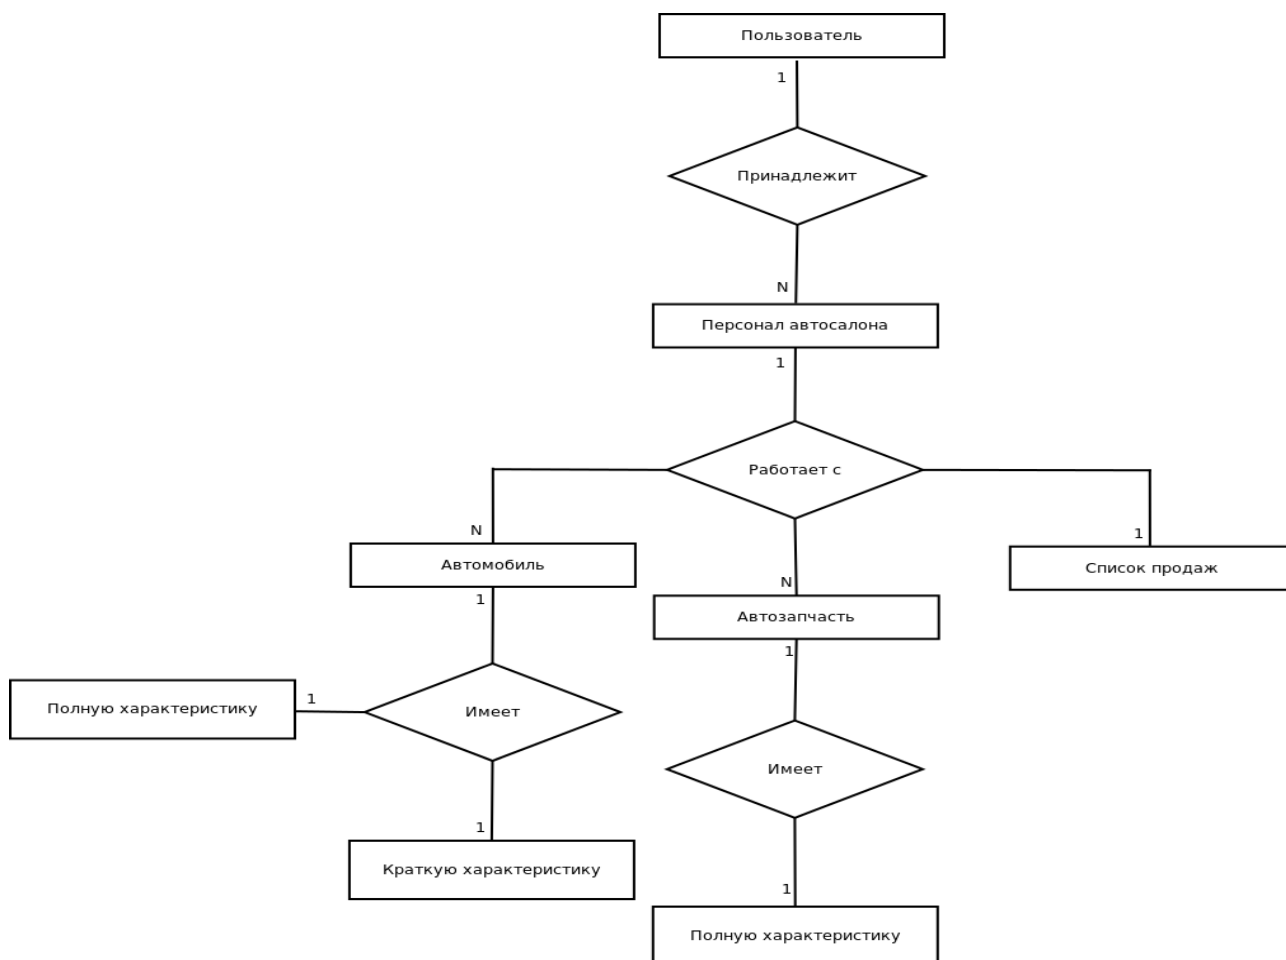 Пользователь
1
Принадлежит
N
Персонал автосалона
1
Работает с
N
Автомобиль
1
N
Автозапчасть
1
1
Список продаж
Полную характеристику
1
Имеет
1
Краткую характеристику
Имеет
1
Полную характеристику